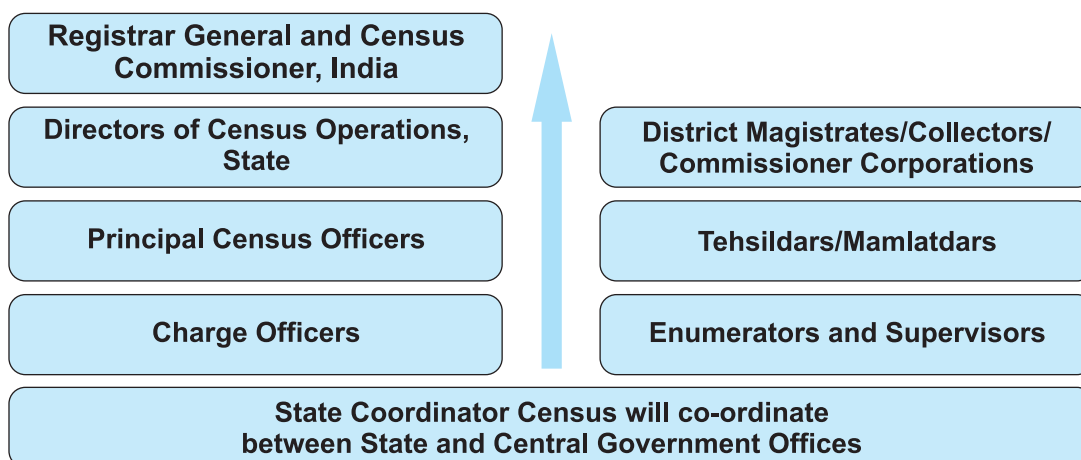 Registrar General and Census
Commissioner, India
Directors of Census Operations,
State
District Magistrates/Collectors/
Commissioner Corporations
Principal Census Officers
Tehsildars/Mamlatdars
Charge Officers
Enumerators and Supervisors
State Coordinator Census will co-ordinate
between State and Central Government Offices